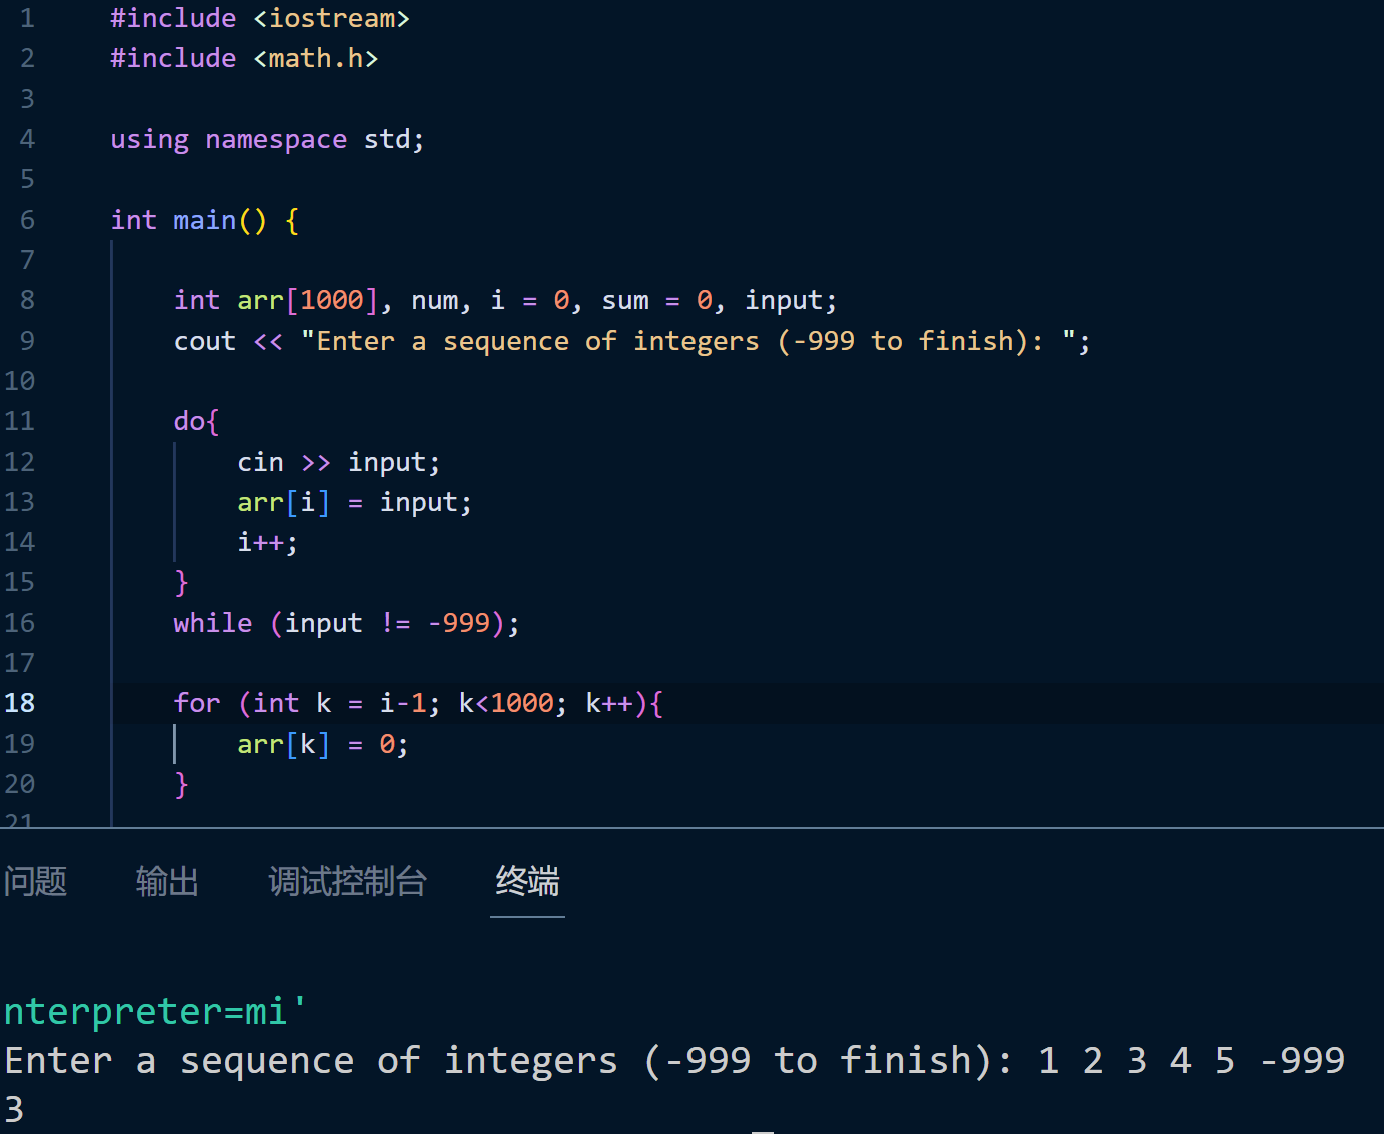 1 #include <iostream>
2 #include <math.h>
3
4 using namespace std;
5
6 int main() {
7
8 int arr[1000], num, i = 0, sum = 0, input;
9 cout << "Enter a sequence of integers (-999 to finish): ";
10
11 do{
12 cin >> input;
13 arr[i] = input;
14 i++;
15 }
16 while (input != -999);
17
18 for (int k = i-1; k<1000; k++){
19 arr[k] = 0;
20 }
21
问题 输出 调试控制台 终端
nterpreter=mi'
Enter a sequence of integers (-999 to finish): 1 2 3 4 5 -999
3